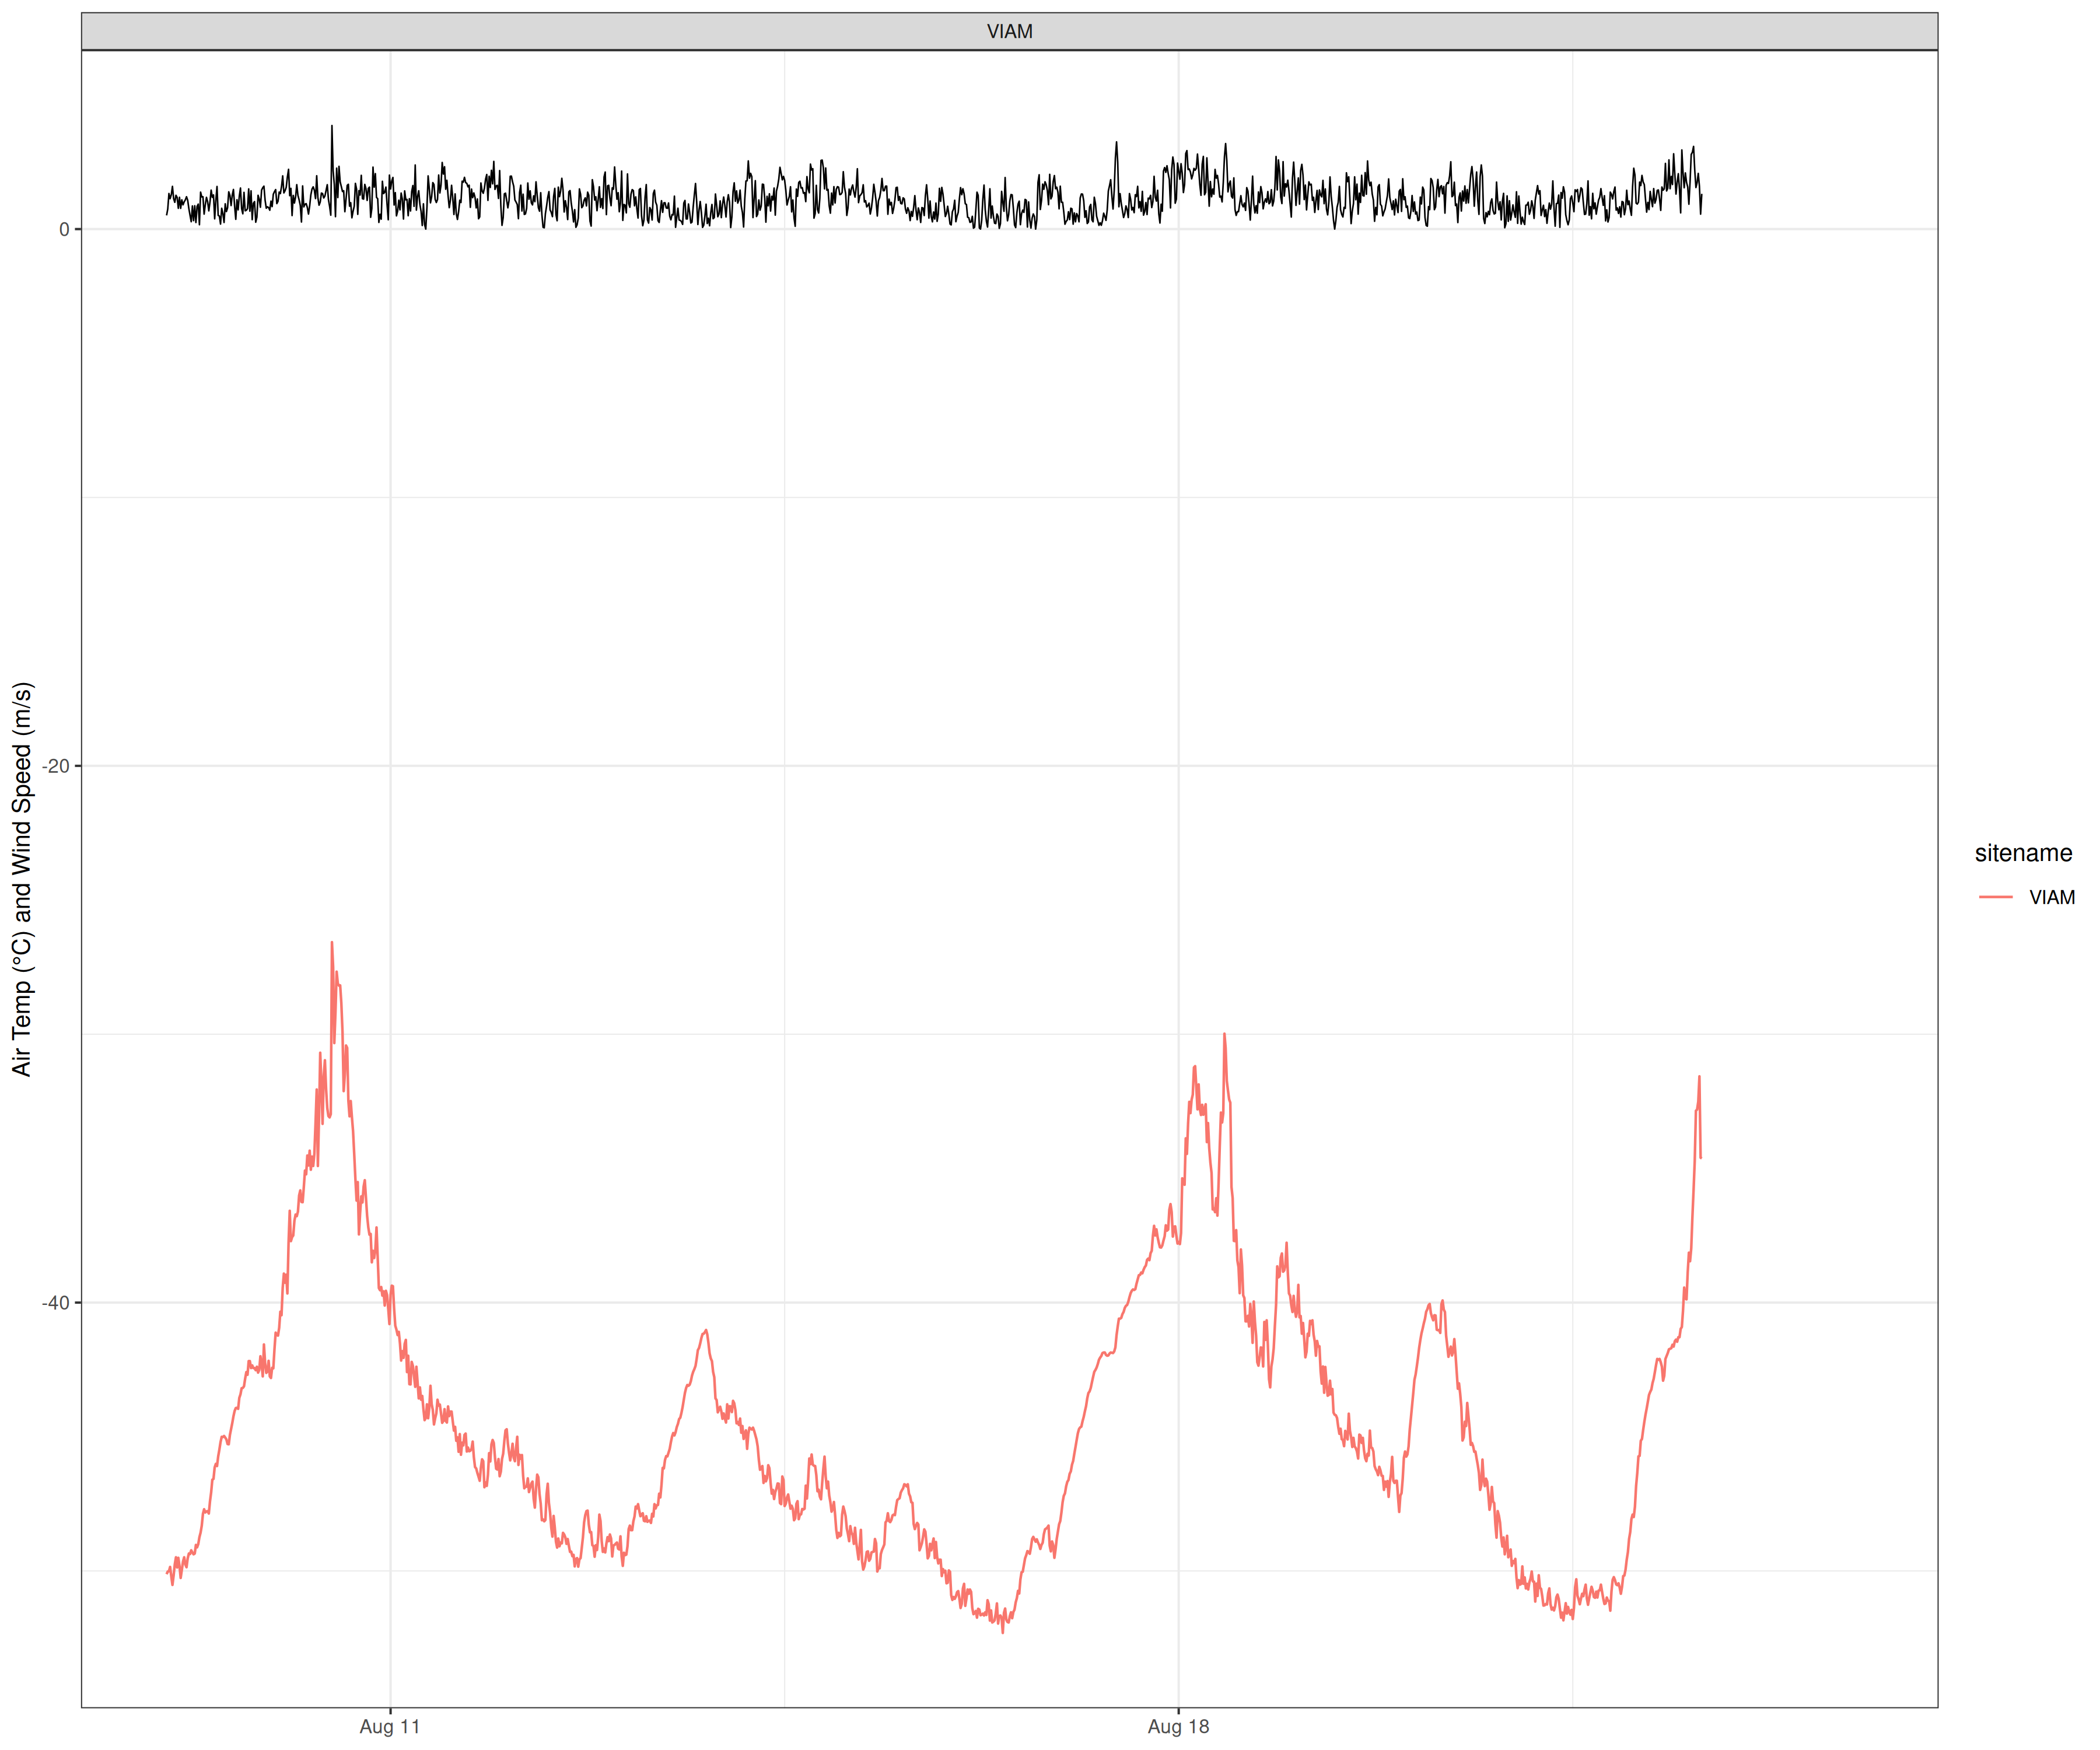 VIAM
0
-20
-40
Air Temp (°C) and Wind Speed (m/s)
Aug 11
Aug 18
sitename
VIAM